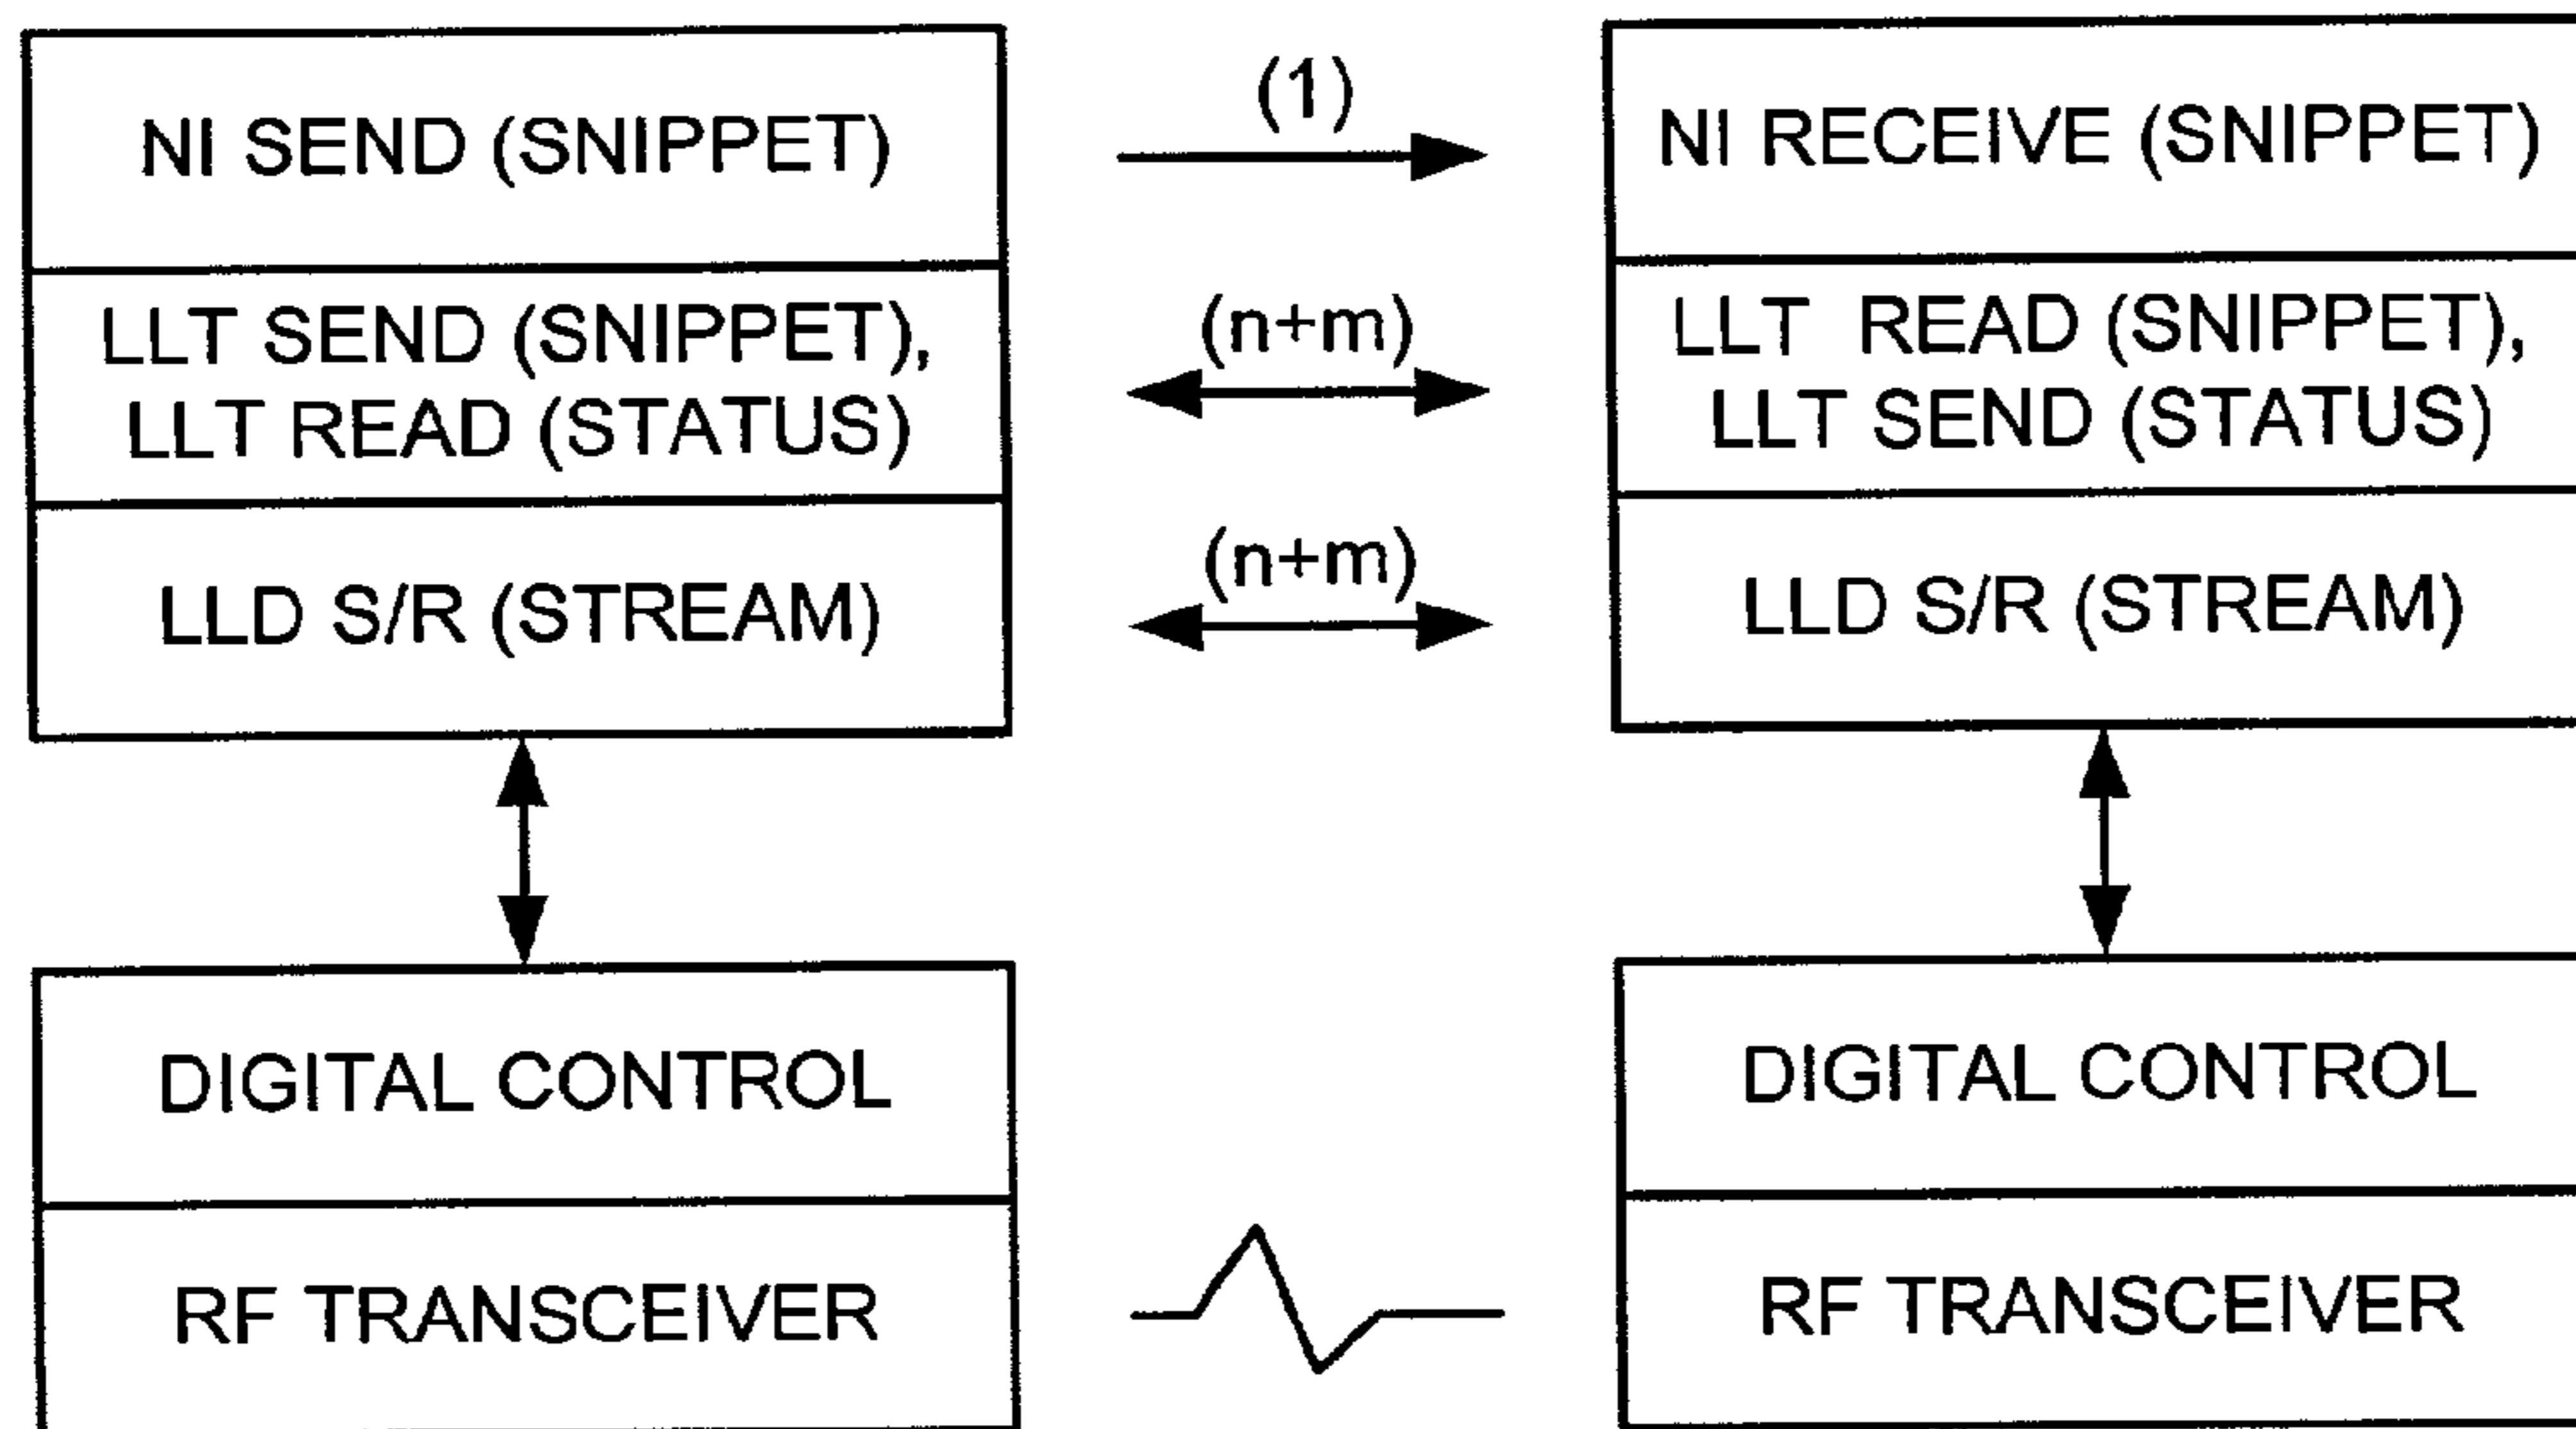 NI SEND (SNIPPET)
(1)
NI RECEIVE (SNIPPET)
LLT SEND (SNIPPET),
LLT READ (STATUS)
(n+m)
LLT READ (SNIPPET),
LLT SEND (STATUS)
LLD S/R (STREAM)
(n+m)
LLD S/R (STREAM)
DIGITAL CONTROL
DIGITAL CONTROL
RF TRANSCEIVER
RF TRANSCEIVER